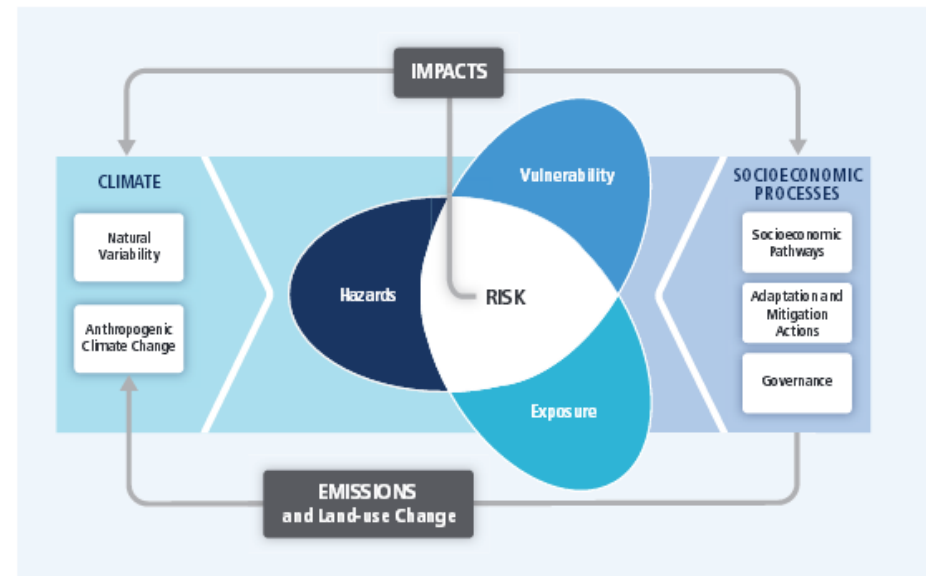 IMPACTS
CLIMATE
Natural
Variability
Anthropogenic
Climate Change
Vulnerability
Hazards
RISK
Exposure
SOCIOECONOMIC
PROCESSES
Socioeconomic
Pathways
Adaptation and
Mitigation
Actions
Governance
EMISSIONS
and Land-use Change